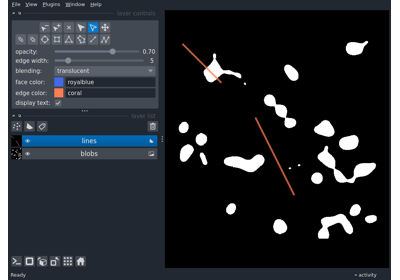 File View Plugins Window Help
layer controls
opacity: 0.70
edge width: 5
blending: translucent
face color: royalblue
edge color: coral
display text:
layer list
lines
blobs
Ready
activity